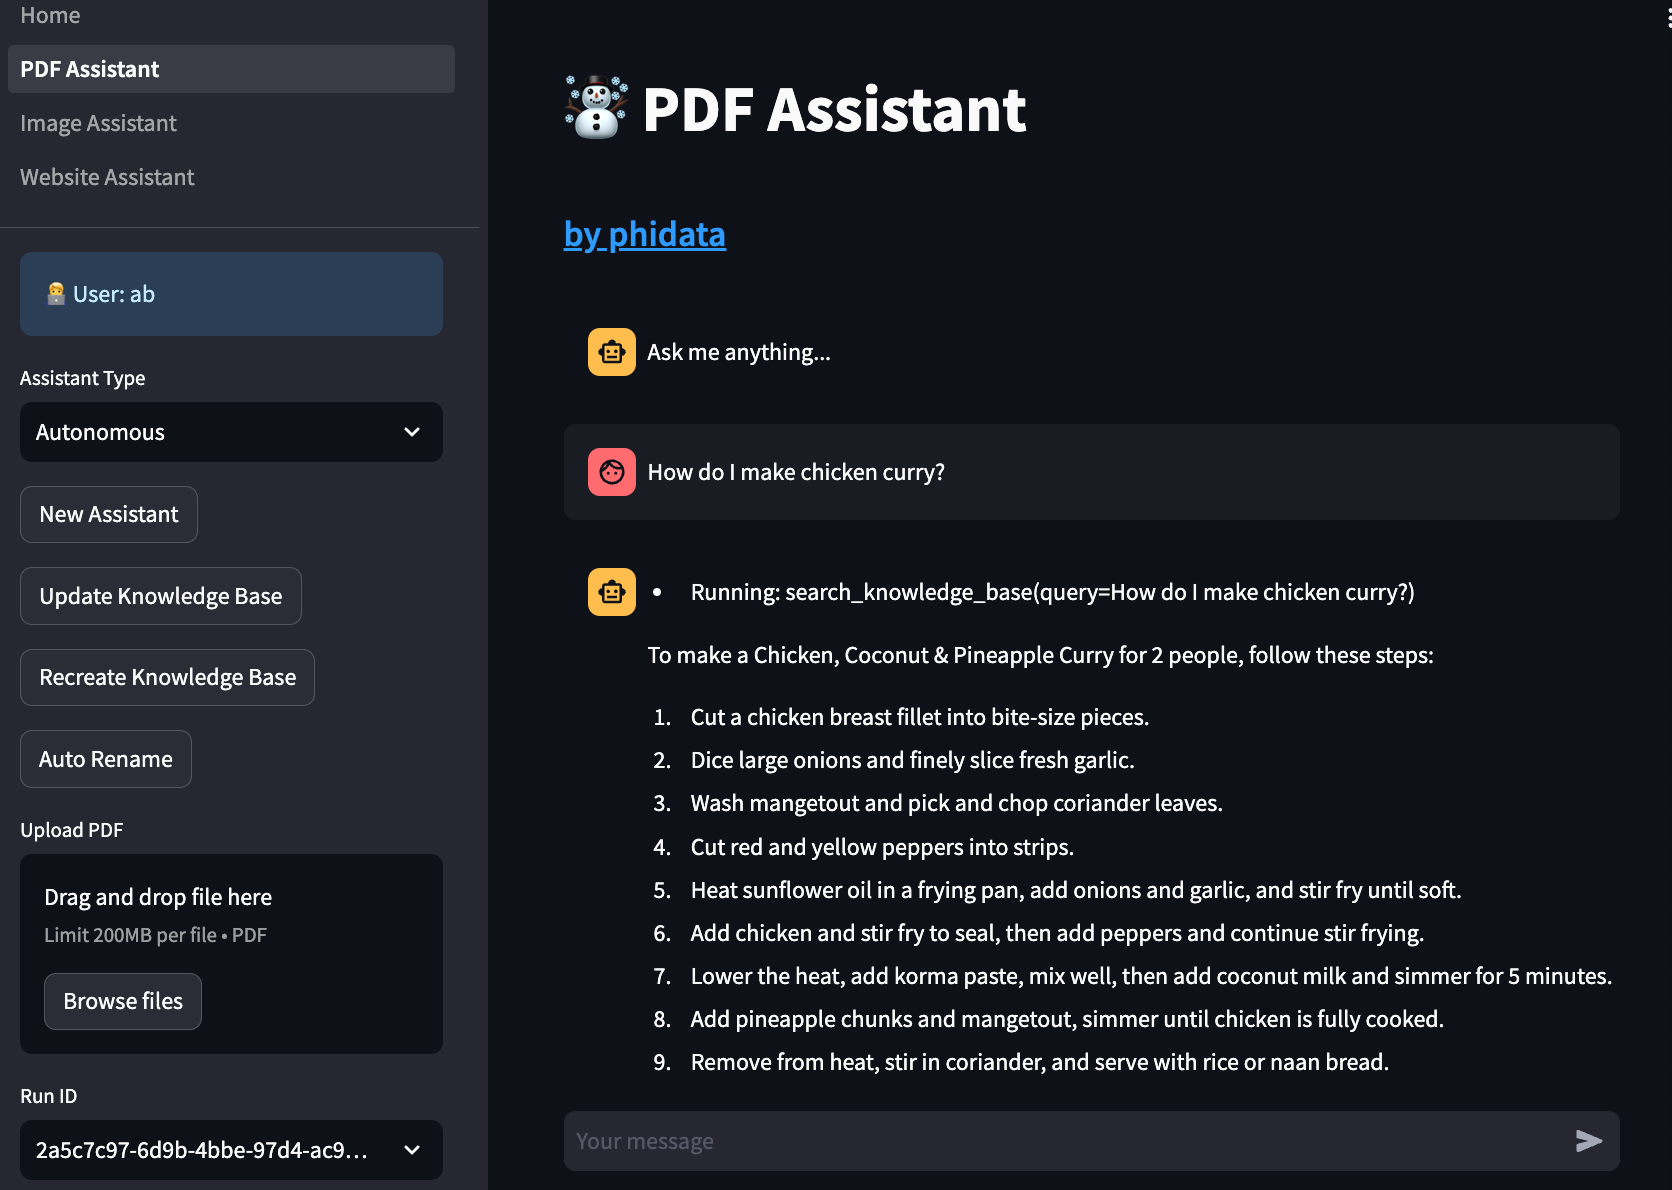 Home
PDF Assistant
Image Assistant
Website Assistant
User: ab
Assistant Type
Autonomous
New Assistant
Update Knowledge Base
Recreate Knowledge Base
Auto Rename
Upload PDF
Drag and drop file here
Limit 200MB per file • PDF
Browse files
Run ID
2a5c7c97-6d9b-4bbe-97d4-ac9...
PDF Assistant
by phidata
Ask me anything...
How do I make chicken curry?
• Running: search_knowledge_base(query=How do I make chicken curry?)
To make a Chicken, Coconut & Pineapple Curry for 2 people, follow these steps:
1. Cut a chicken breast fillet into bite-size pieces.
2. Dice large onions and finely slice fresh garlic.
3. Wash mangetout and pick and chop coriander leaves.
4. Cut red and yellow peppers into strips.
5. Heat sunflower oil in a frying pan, add onions and garlic, and stir fry until soft.
6. Add chicken and stir fry to seal, then add peppers and continue stir frying.
7. Lower the heat, add korma paste, mix well, then add coconut milk and simmer for 5 minutes.
8. Add pineapple chunks and mangetout, simmer until chicken is fully cooked.
9. Remove from heat, stir in coriander, and serve with rice or naan bread.
Your message